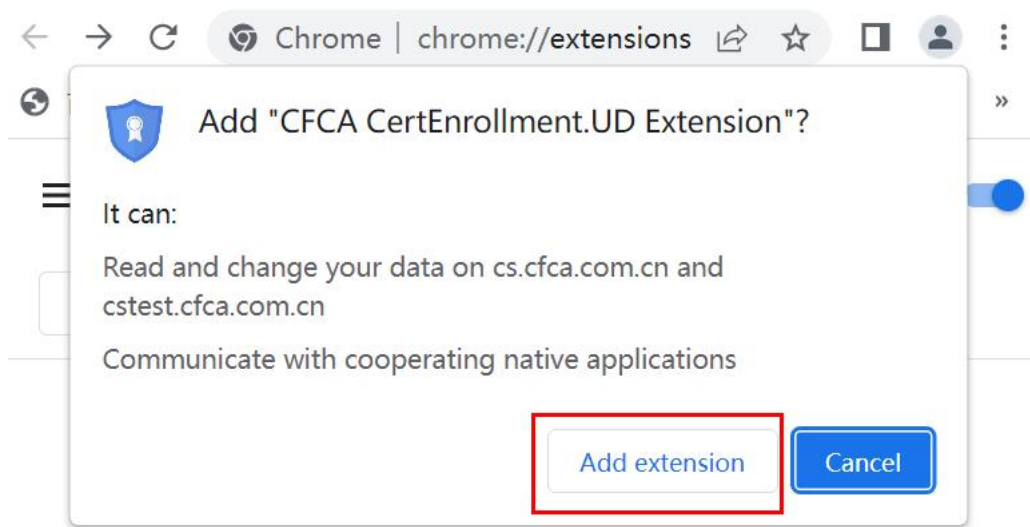 Chrome | chrome://extensions
»
Add "CFCA CertEnrollment.UD Extension"?
It can:
Read and change your data on cs.cfca.com.cn and
cstest.cfca.com.cn
Communicate with cooperating native applications
Add extension
Cancel